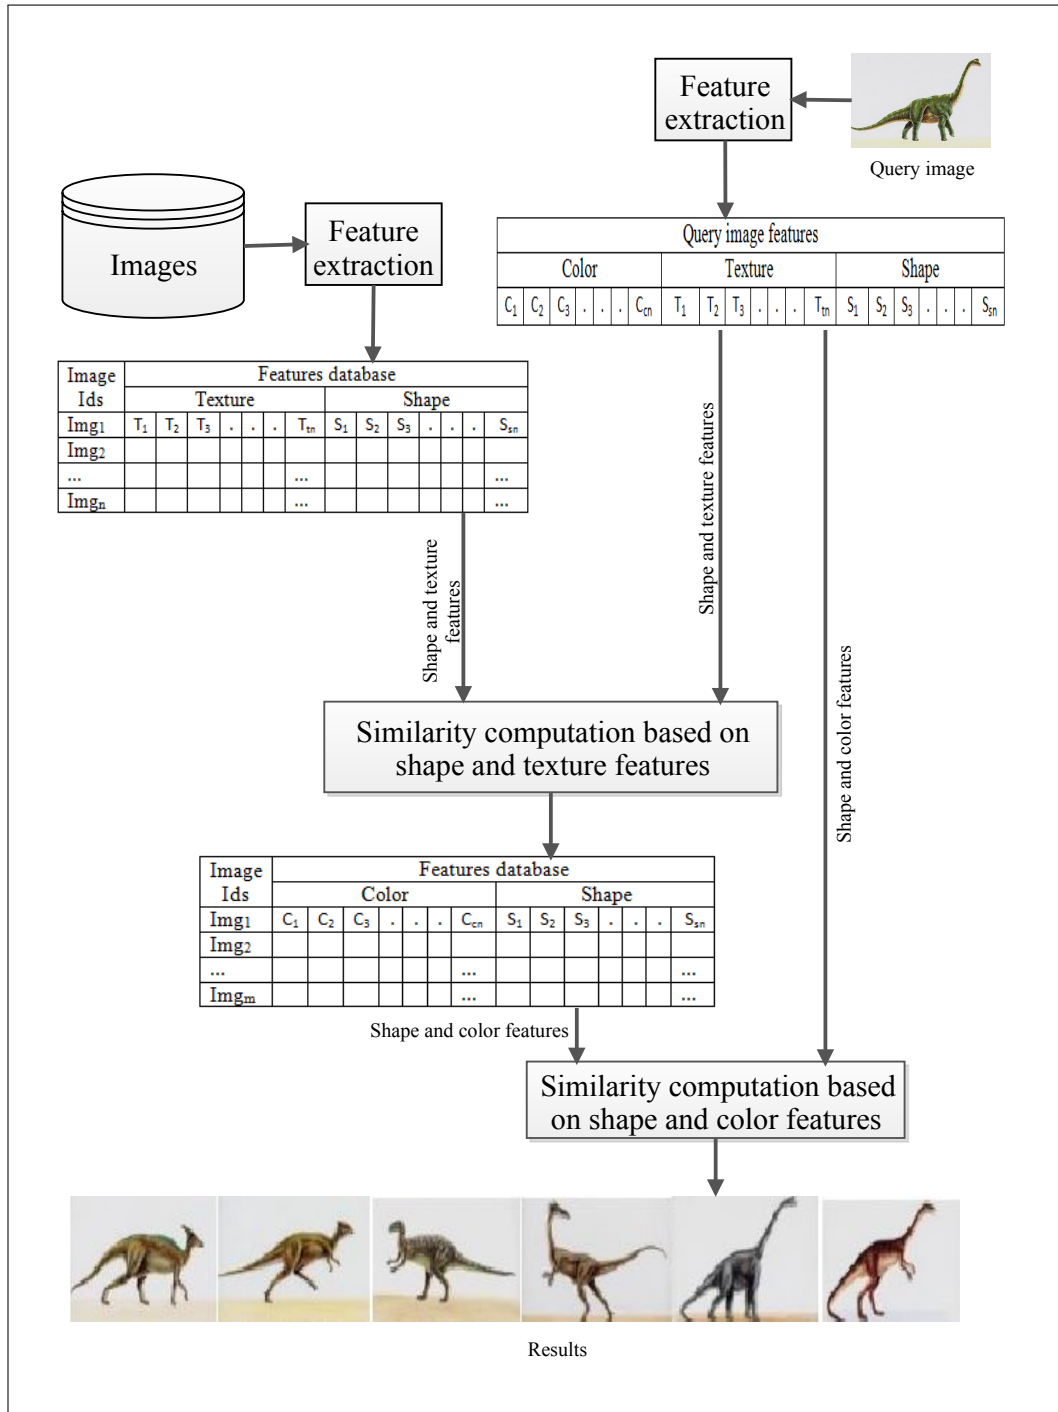 Feature
extraction
Query image
Images
Feature
extraction
Query image features
Color Texture Shape
C1 C2 C3 . . . Ccn T1 T2 T3 . . . Ttn S1 S2 S3 . . . Ssn
Image
Ids
Features database
Texture Shape
Img1 T1 T2 T3 . . . Ttn S1 S2 S3 . . . Ssn
Img2
... ... ...
Imgn ... ...
Shape and texture
features
Shape and texture features
Shape and color features
Similarity computation based on
shape and texture features
Image
Ids
Features database
Color Shape
Img1 C1 C2 C3 . . . Ccn S1 S2 S3 . . . Ssn
Img2
... ... ...
Imgm ... ...
Shape and color features
Similarity computation based
on shape and color features
Results